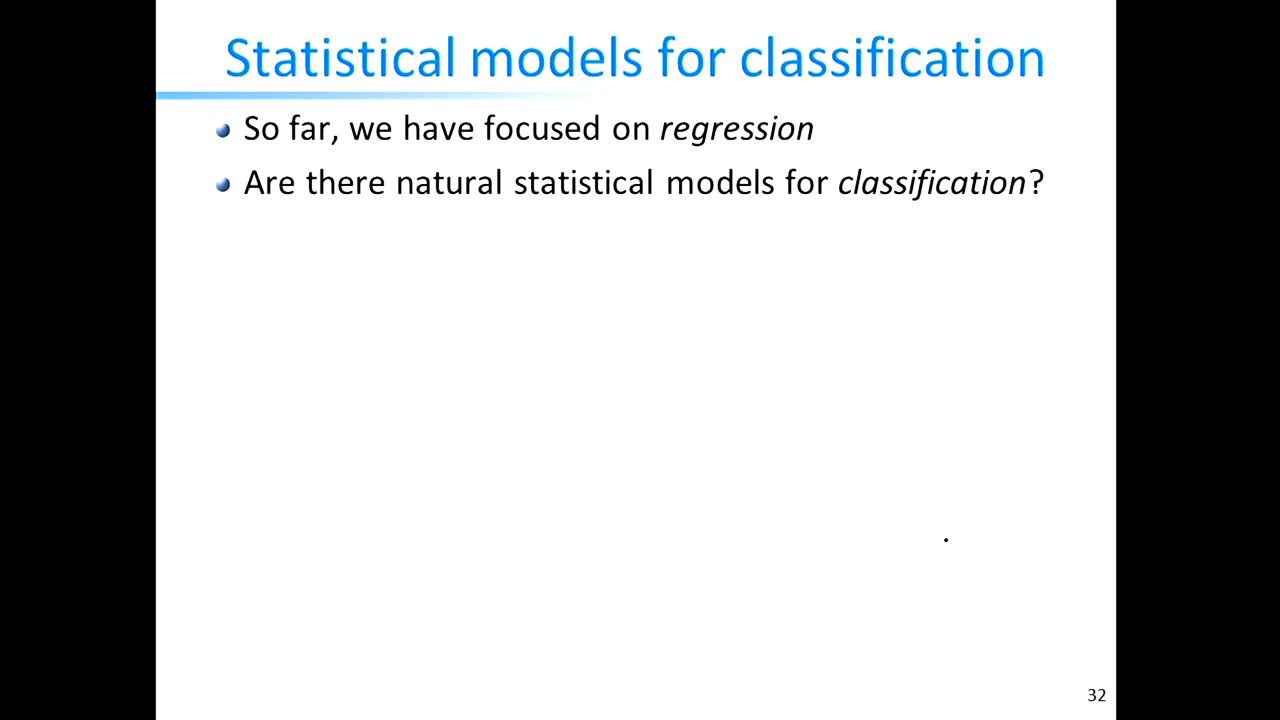 Statistical models for classification
So far, we have focused on regression
Are there natural statistical models for classification?
32